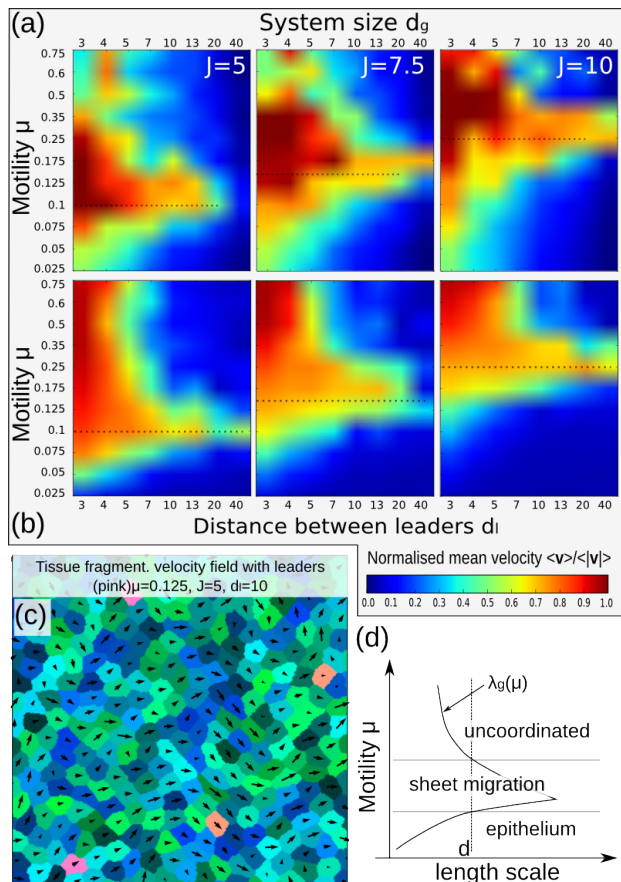 (a)
System size dg
3 4 5 7 10 13 20 40 3 4 5 7 10 13 20 40 3 4 5 7 10 13 20 40
J=5 J=7.5 J=10
Motility μ
0.75
0.6
0.5
0.35
0.25
0.175
0.125
0.1
0.075
0.05
0.025
Motility μ
0.75
0.6
0.5
0.35
0.25
0.175
0.125
0.1
0.075
0.05
0.025
3 4 5 7 10 13 20 40 3 4 5 7 10 13 20 40 3 4 5 7 10 13 20 40
(b)
Distance between leaders dl
Normalised mean velocity <v>/<|v|>
0.0 0.1 0.2 0.3 0.4 0.5 0.6 0.7 0.8 0.9 1.0
Tissue fragment. velocity field with leaders
(pink)μ=0.125, J=5, dl=10
(c)
(d)
Motility μ
λg(μ)
uncoordinated
sheet migration
epithelium
d
length scale